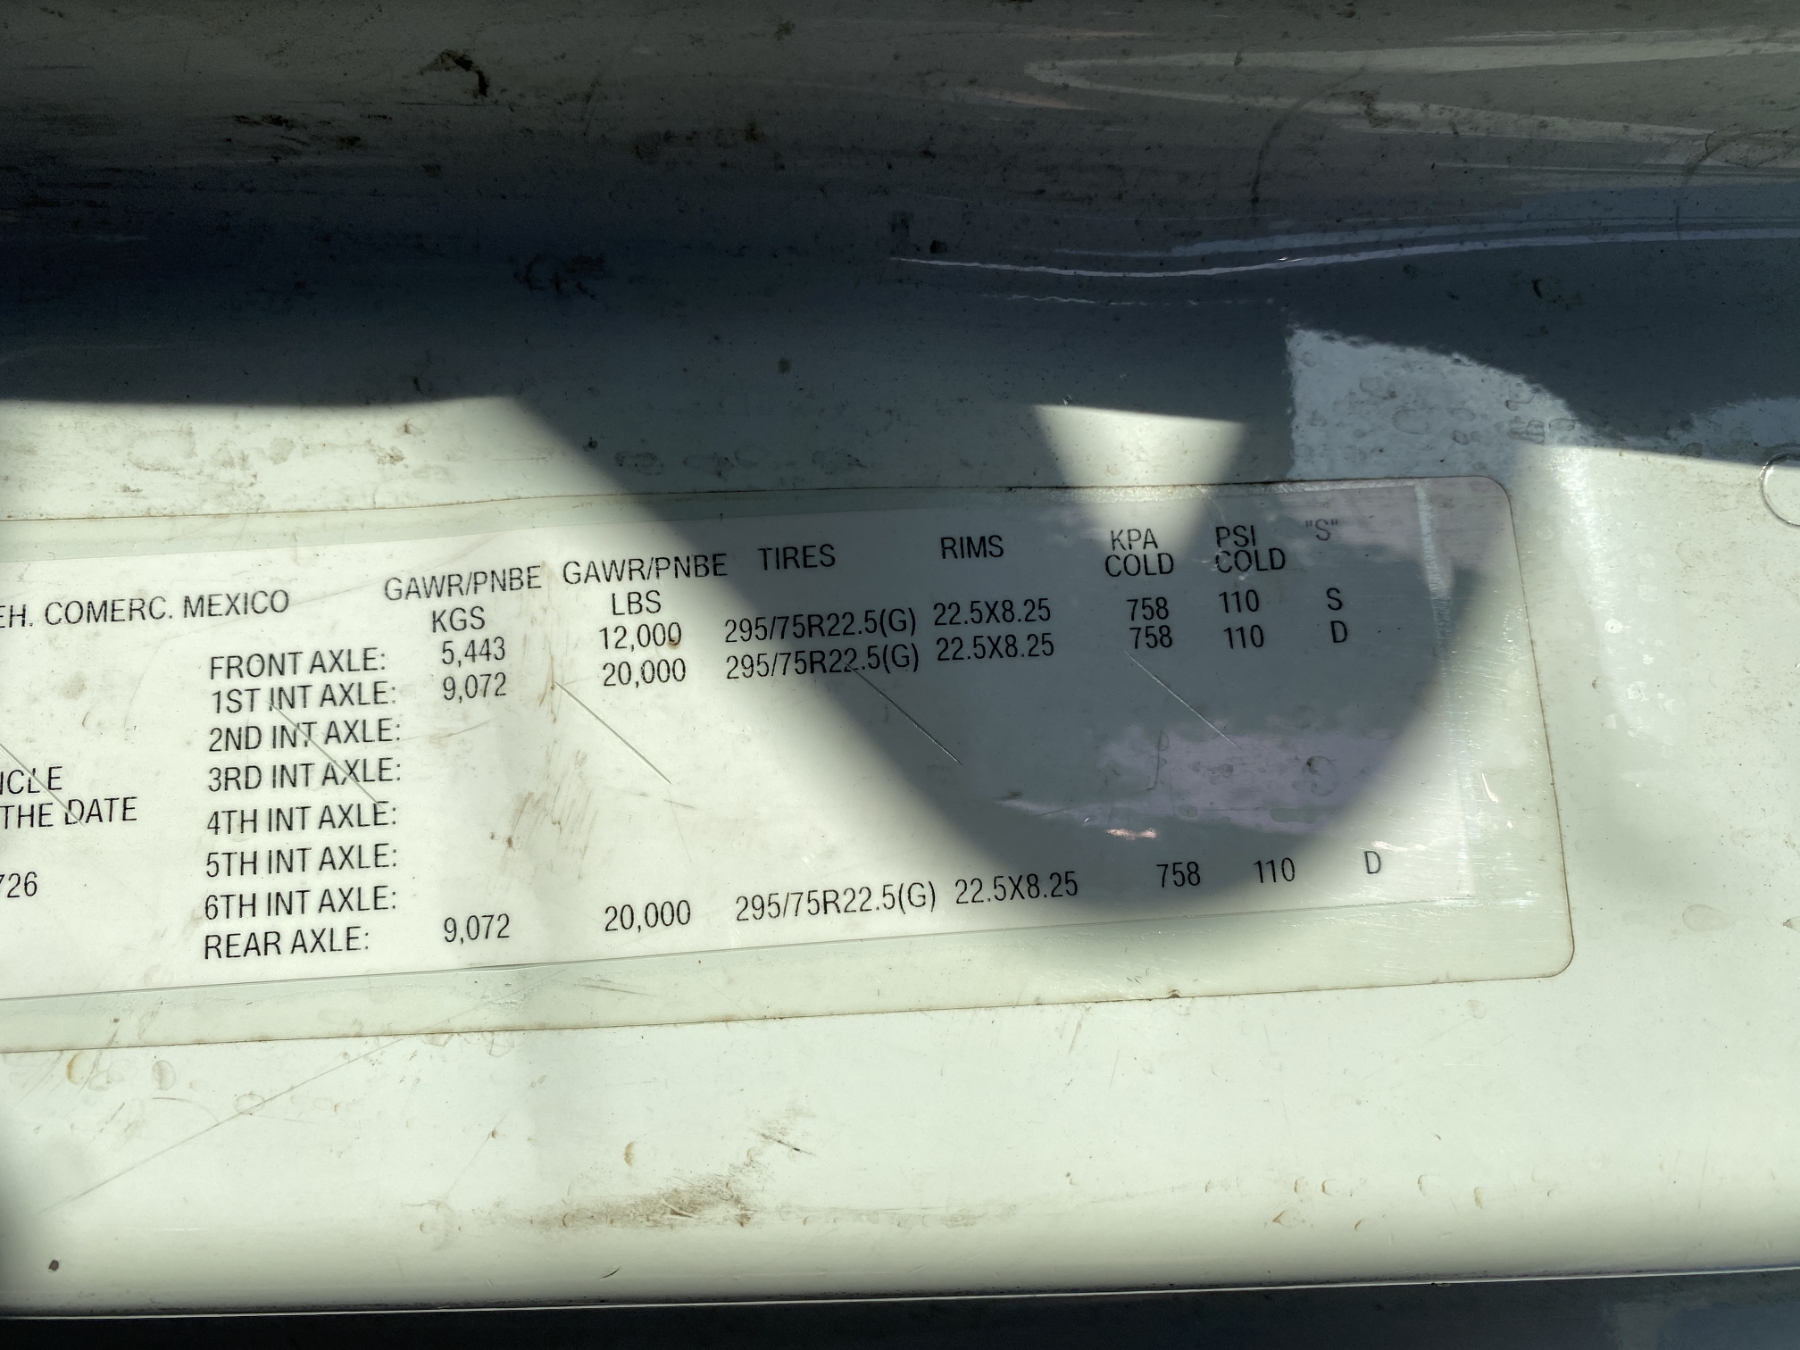 GAWR/PNBE GAWR/PNBE TIRES RIMS KPA PSI "S"
EH. COMERC. MEXICO KGS LBS COLD COLD
FRONT AXLE: 5,443 12,000 295/75R22.5(G) 22.5X8.25 758 110 S
1ST INT AXLE: 9,072 20,000 295/75R22.5(G) 22.5X8.25 758 110 D
2ND INT AXLE:
ICLE 3RD INT AXLE:
THE DATE 4TH INT AXLE:
5TH INT AXLE:
726 6TH INT AXLE:
REAR AXLE: 9,072 20,000 295/75R22.5(G) 22.5X8.25 758 110 D